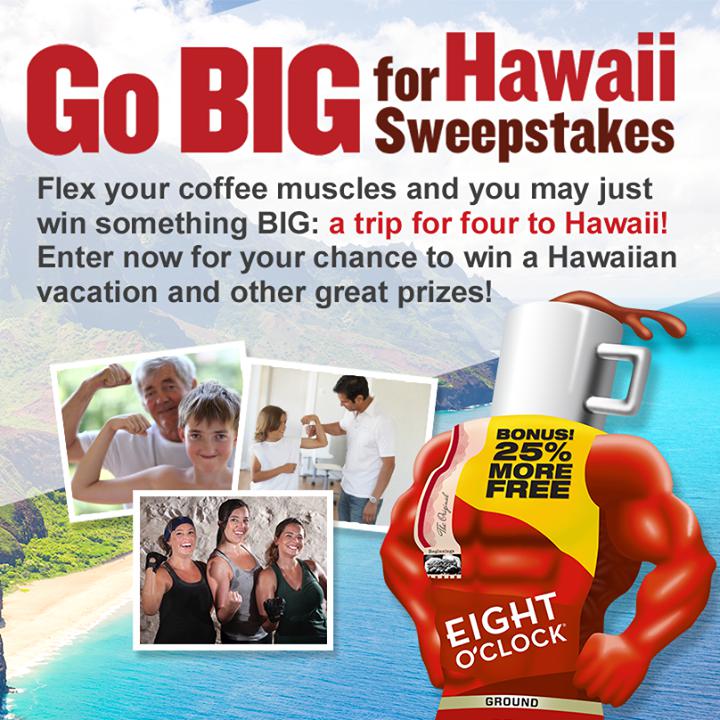 Go BIG for Hawaii
Sweepstakes
Flex your coffee muscles and you may just
win something BIG: a trip for four to Hawaii!
Enter now for your chance to win a Hawaiian
vacation and other great prizes!
BONUS!
25%
MORE
FREE
The Original
Beginnings
EIGHT
O'CLOCK®
GROUND